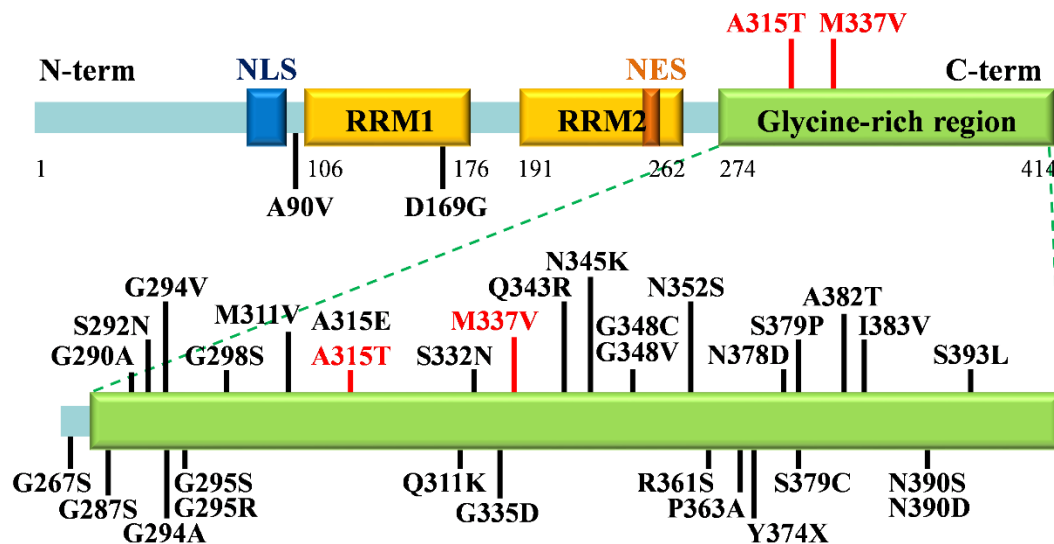 A315T M337V
N-term NLS NES C-term
RRM1 RRM2 Glycine-rich region
1 106 176 191 262 274 414
A90V D169G
N345K
G294V Q343R N352S A382T
S292N M311V A315E M337V G348C S379P I383V
G290A G298S A315T S332N G348V N378D S393L
G267S G295S Q311K R361S S379C N390S
G287S G295R G335D P363A N390D
G294A Y374X